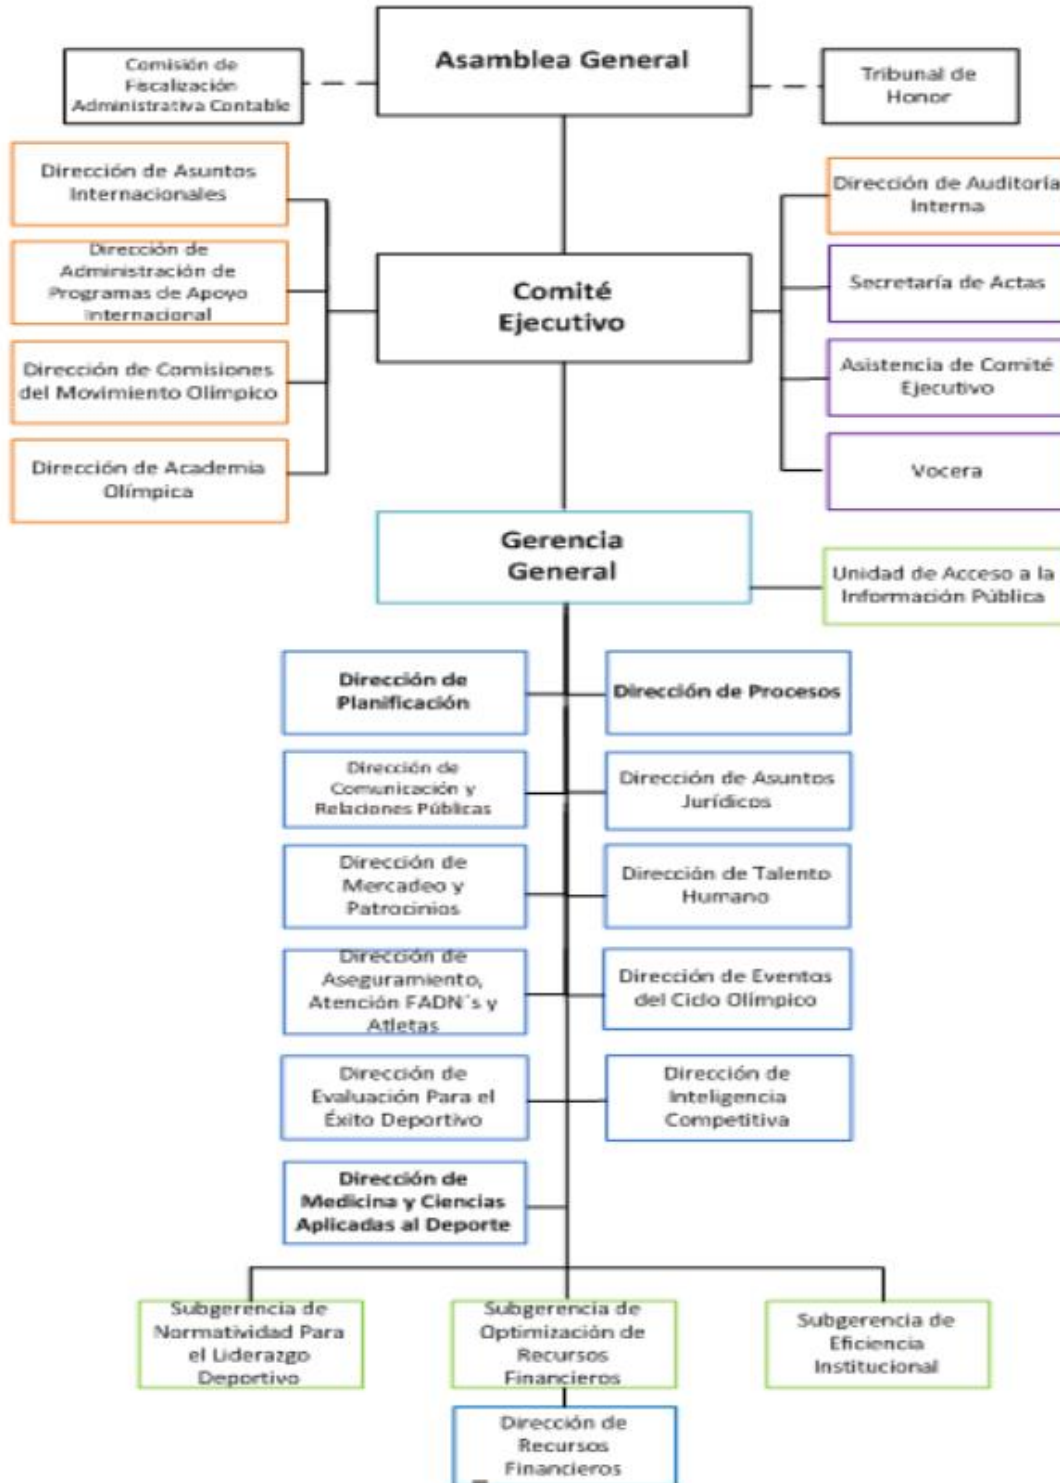 Asamblea General
Comisión de
Fiscalización
Administrativa Contable
Tribunal de
Honor
Dirección de Asuntos
Internacionales
Dirección de
Administración de
Programas de Apoyo
Internacional
Dirección de Comisiones
del Movimiento Olímpico
Dirección de Academia
Olímpica
Comité
Ejecutivo
Dirección de Auditoría
Interna
Secretaría de Actas
Asistencia de Comité
Ejecutivo
Vocera
Gerencia
General
Unidad de Acceso a la
Información Pública
Dirección de
Planificación
Dirección de Procesos
Dirección de
Comunicación y
Relaciones Públicas
Dirección de Asuntos
Jurídicos
Dirección de
Mercadeo y
Patrocinios
Dirección de Talento
Humano
Dirección de
Aseguramiento,
Atención FADN´s y
Atletas
Dirección de Eventos
del Ciclo Olímpico
Dirección de
Evaluación Para el
Éxito Deportivo
Dirección de
Inteligencia
Competitiva
Dirección de
Medicina y Ciencias
Aplicadas al Deporte
Subgerencia de
Normatividad Para
el Liderazgo
Deportivo
Subgerencia de
Optimización de
Recursos
Financieros
Subgerencia de
Eficiencia
Institucional
Dirección de
Recursos
Financieros